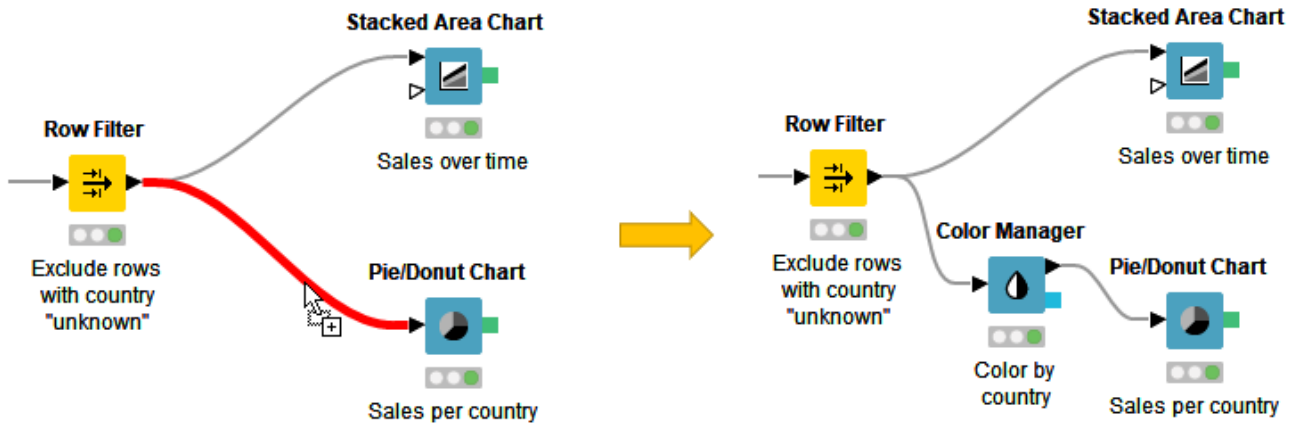 Stacked Area Chart
Row Filter
Sales over time
Exclude rows
with country
"unknown"
Pie/Donut Chart
Sales per country
Stacked Area Chart
Row Filter
Sales over time
Exclude rows
with country
"unknown"
Color Manager
Pie/Donut Chart
Color by
country
Sales per country